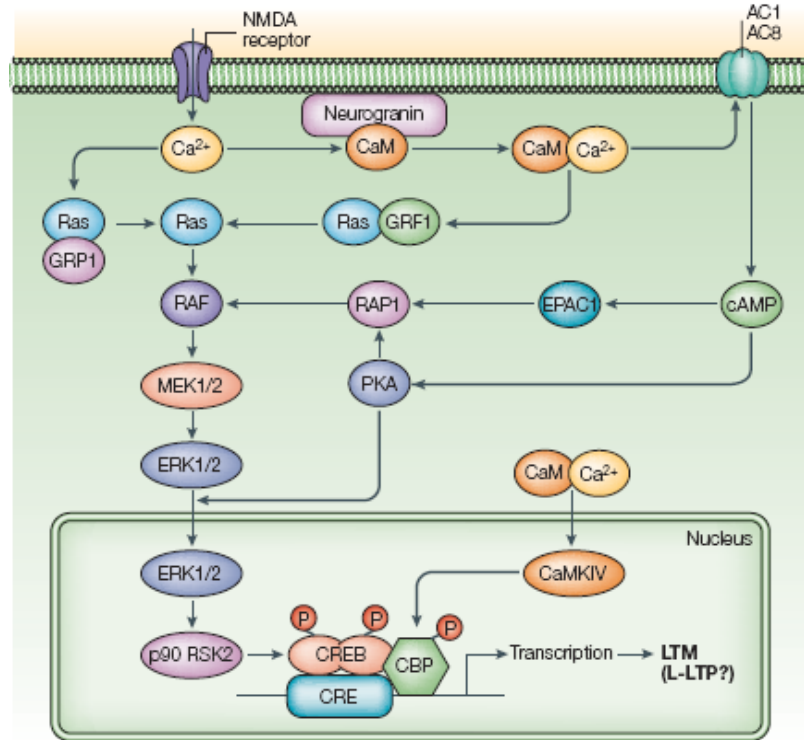 NMDA
receptor
AC1
AC8
Neurogranin
Ca2+
CaM
CaM
Ca2+
Ras
GRP1
Ras
Ras
GRF1
RAF
RAP1
EPAC1
cAMP
MEK1/2
PKA
ERK1/2
CaM
Ca2+
Nucleus
ERK1/2
CaMKIV
P
P
P
p90 RSK2
CREB
CBP
Transcription
LTM
(L-LTP?)
CRE